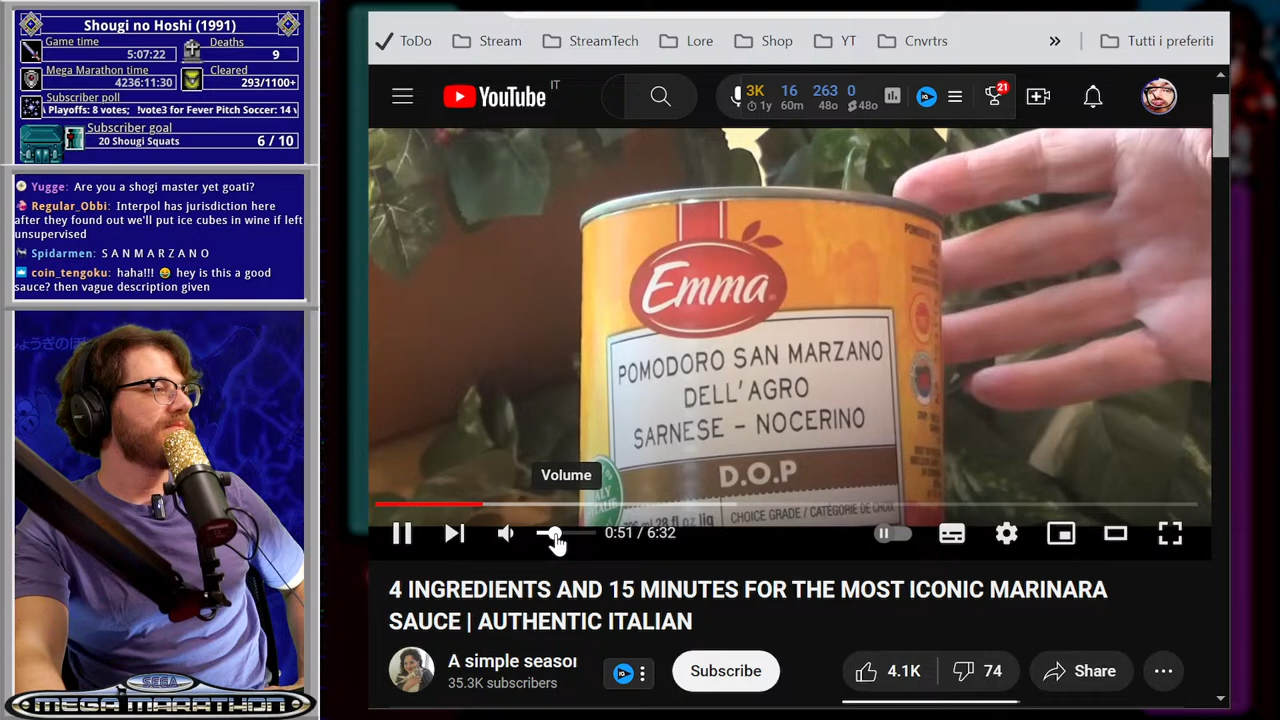 Shougi no Hoshi (1991)
Game time
5:07:22
Deaths
9
Mega Marathon time
4236:11:30
Cleared
293/1100+
Subscriber poll
Playoffs: 8 votes; !vote3 for Fever Pitch Soccer: 14
Subscriber goal
20 Shougi Squats
6 / 10
Yugge: Are you a shogi master yet goati?
Regular_Obbi: Interpol has jurisdiction here
after they found out we'll put ice cubes in wine if left
unsupervised
Spidarmen: S A N M A R Z A N O
coin_tengoku: haha!!! 😄 hey is this a good
sauce? then vague description given
SEGA
MEGA MARATHON
ToDo
Stream
StreamTech
Lore
Shop
YT
Cnvrtrs
»
Tutti i preferiti
YouTube IT
3K
1y
16
60m
263
48o
0
48o
21
Emma
POMODORO SAN MARZANO
DELL'AGRO
SARNESE - NOCERINO
D.O.P
CHOICE GRADE / CATÉGORIE DE CHOIX
Volume
0:51 / 6:32
4 INGREDIENTS AND 15 MINUTES FOR THE MOST ICONIC MARINARA
SAUCE | AUTHENTIC ITALIAN
A simple season
35.3K subscribers
Subscribe
4.1K
74
Share